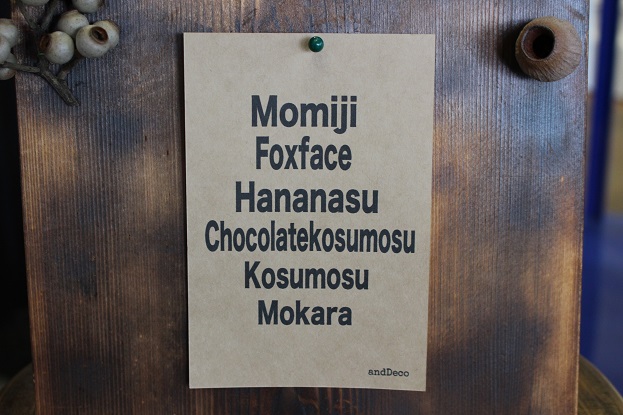 Momiji
Foxface
Hananasu
Chocolatekosumosu
Kosumosu
Mokara
andDeco